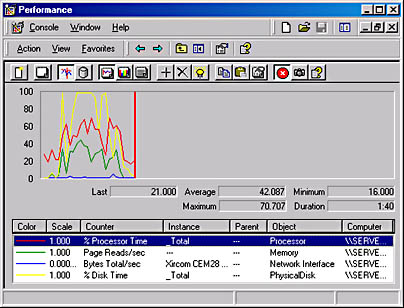 Performance
Console Window Help
Action View Favorites
100
80
60
40
20
0
Last 21.000 Average 42.087 Minimum 16.000
Maximum 70.707 Duration 1:40
Color Scale Counter Instance Parent Object Computer
1.000 % Processor Time _Total --- Processor \\SERVE...
1.000 Page Reads/sec --- Memory \\SERVE...
0.000... Bytes Total/sec Xircom CEM28 ... Network Interface \\SERVE...
1.000 % Disk Time _Total --- PhysicalDisk \\SERVE...